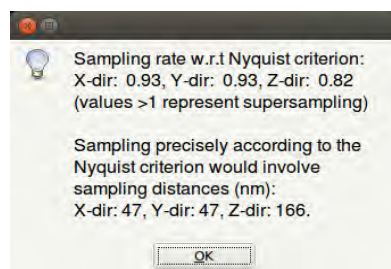 Sampling rate w.r.t Nyquist criterion:
X-dir: 0.93, Y-dir: 0.93, Z-dir: 0.82
(values >1 represent supersampling)
Sampling precisely according to the
Nyquist criterion would involve
sampling distances (nm):
X-dir: 47, Y-dir: 47, Z-dir: 166.
OK